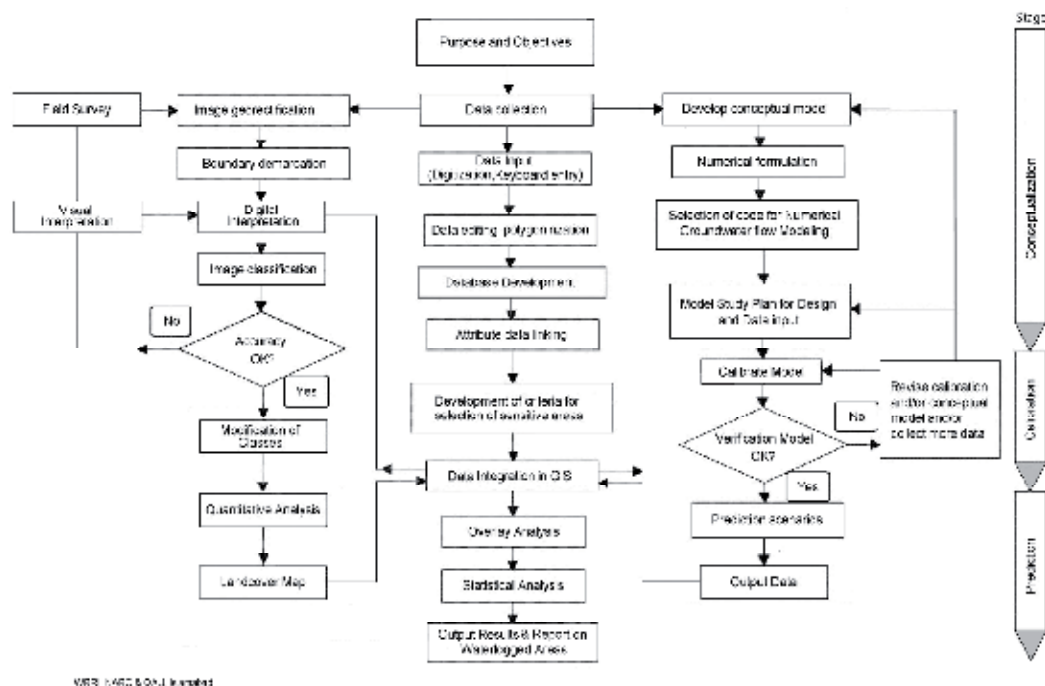 Stage
Purpose and Objectives
Field Survey
Image georectification
Data collection
Develop conceptual model
Boundary demarcation
Data Input
(Digitization, Keyboard entry)
Numerical formulation
Visual
Interpretation
Digital
Interpretation
Data editing, polygonization
Selection of code for Numerical
Groundwater flow Modeling
Conceptualization
Image classification
Database Development
Model Study Plan for Design
and Data input
No
Accuracy
OK?
Attribute data linking
Calibrate Model
Yes
Revise calibration
and/or conceptual
model and/or
collect more data
Calibration
Development of criteria for
selection of sensitive areas
No
Modification of
Classes
Verification Model
OK?
Data Integration in GIS
Yes
Quantitative Analysis
Prediction scenarios
Overlay Analysis
Prediction
Landcover Map
Statistical Analysis
Output Data
Output Results & Report on
Waterlogged Areas